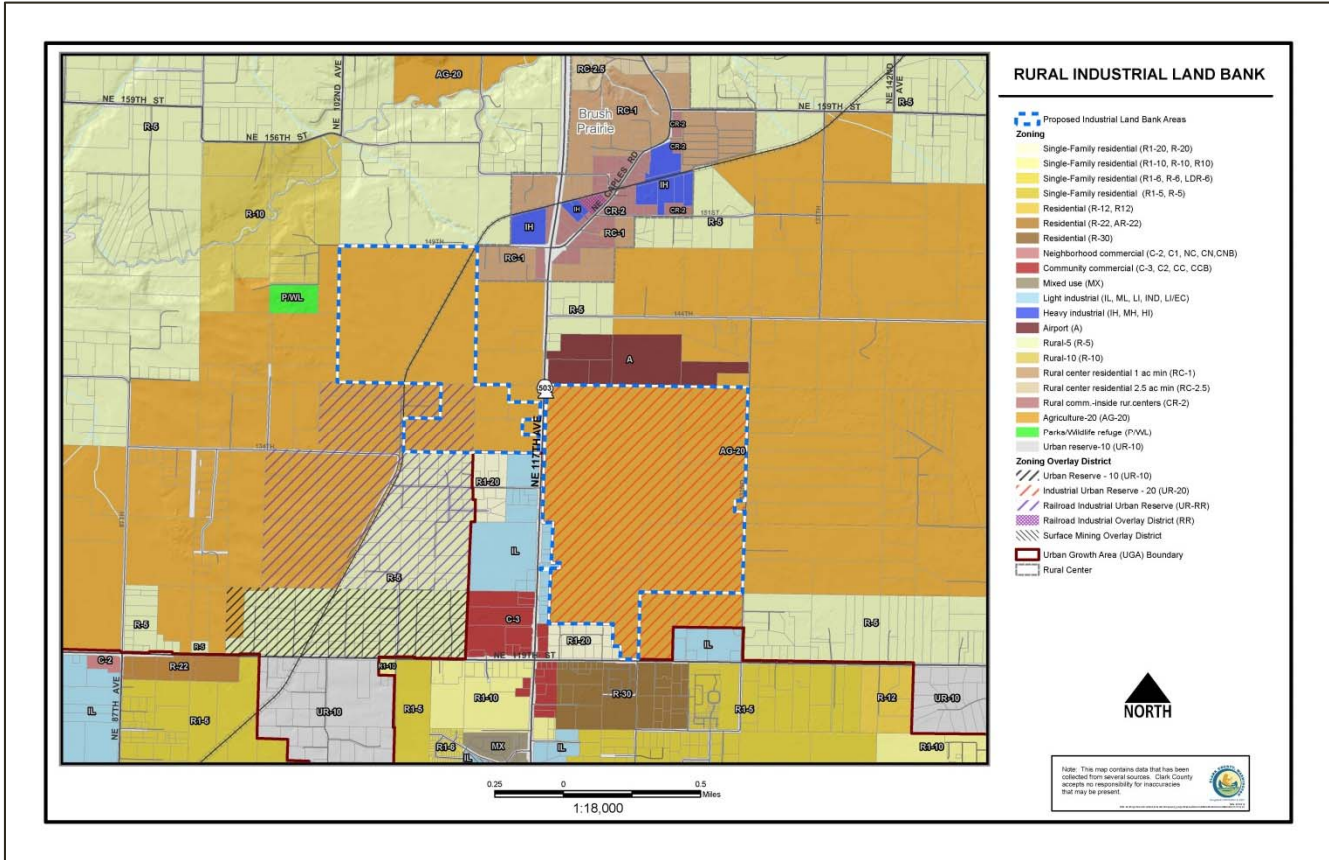 RURAL INDUSTRIAL LAND BANK
Proposed Industrial Land Bank Areas
Zoning
Single-Family residential (R1-20, R-20)
Single-Family residential (R1-10, R-10, R10)
Single-Family residential (R1-6, R-6, LDR-6)
Single-Family residential (R1-5, R-5)
Residential (R-12, R12)
Residential (R-22, AR-22)
Residential (R-30)
Neighborhood commercial (C-2, C1, NC, CN,CNB)
Community commercial (C-3, C2, CC, CCB)
Mixed use (MX)
Light industrial (IL, ML, LI, IND, LI/EC)
Heavy industrial (IH, MH, HI)
Airport (A)
Rural-5 (R-5)
Rural-10 (R-10)
Rural center residential 1 ac min (RC-1)
Rural center residential 2.5 ac min (RC-2.5)
Rural comm.-inside rur.centers (CR-2)
Agriculture-20 (AG-20)
Parks/Wildlife refuge (P/WL)
Urban reserve-10 (UR-10)
Zoning Overlay District
Urban Reserve - 10 (UR-10)
Industrial Urban Reserve - 20 (UR-20)
Railroad Industrial Urban Reserve (UR-RR)
Railroad Industrial Overlay District (RR)
Surface Mining Overlay District
Urban Growth Area (UGA) Boundary
Rural Center
NORTH
Note: This map contains data that has been
collected from several sources. Clark County
accepts no responsibility for inaccuracies
that may be present.
AG-20
RC-2.5
NE 102ND AVE
NE 142ND AVE
NE 159TH ST
NE 159TH ST
R-5
R-5
RC-1
Brush
Prairie
CR-2
CR-2
NE 156TH ST
NE CAPLES RD
IH
IH
IH
R-10
CR-2
CR-2
151ST
R-5
RC-1
149TH
RC-1
P/WL
R-5
144TH
A
503
NE 117TH AVE
134TH
AG-20
R1-20
IL
R-5
C-3
R-5
R-5
R-5
R1-20
IL
NE 119TH ST
C-2
R-22
R1-10
NE 87TH AVE
IL
R1-5
UR-10
R1-5
R1-10
R-30
R1-5
R-12
UR-10
R1-6
MX
IL
IL
R1-10
0.25
0
0.5
Miles
1:18,000